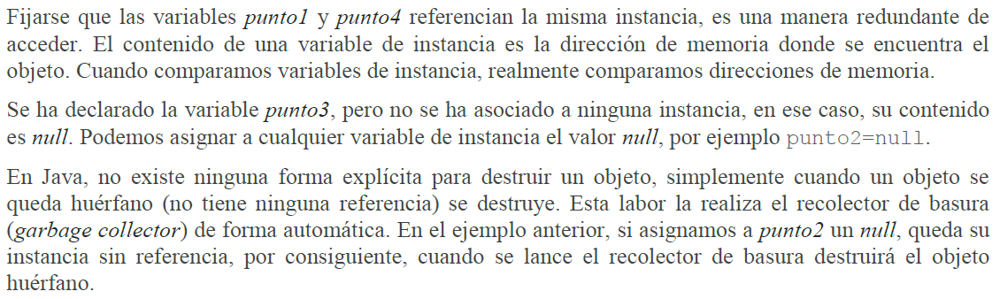 Fijarse que las variables punto1 y punto4 referencian la misma instancia, es una manera redundante de
acceder. El contenido de una variable de instancia es la dirección de memoria donde se encuentra el
objeto. Cuando comparamos variables de instancia, realmente comparamos direcciones de memoria.
Se ha declarado la variable punto3, pero no se ha asociado a ninguna instancia, en ese caso, su contenido
es null. Podemos asignar a cualquier variable de instancia el valor null, por ejemplo punto2=null.
En Java, no existe ninguna forma explícita para destruir un objeto, simplemente cuando un objeto se
queda huérfano (no tiene ninguna referencia) se destruye. Esta labor la realiza el recolector de basura
(garbage collector) de forma automática. En el ejemplo anterior, si asignamos a punto2 un null, queda su
instancia sin referencia, por consiguiente, cuando se lance el recolector de basura destruirá el objeto
huérfano.